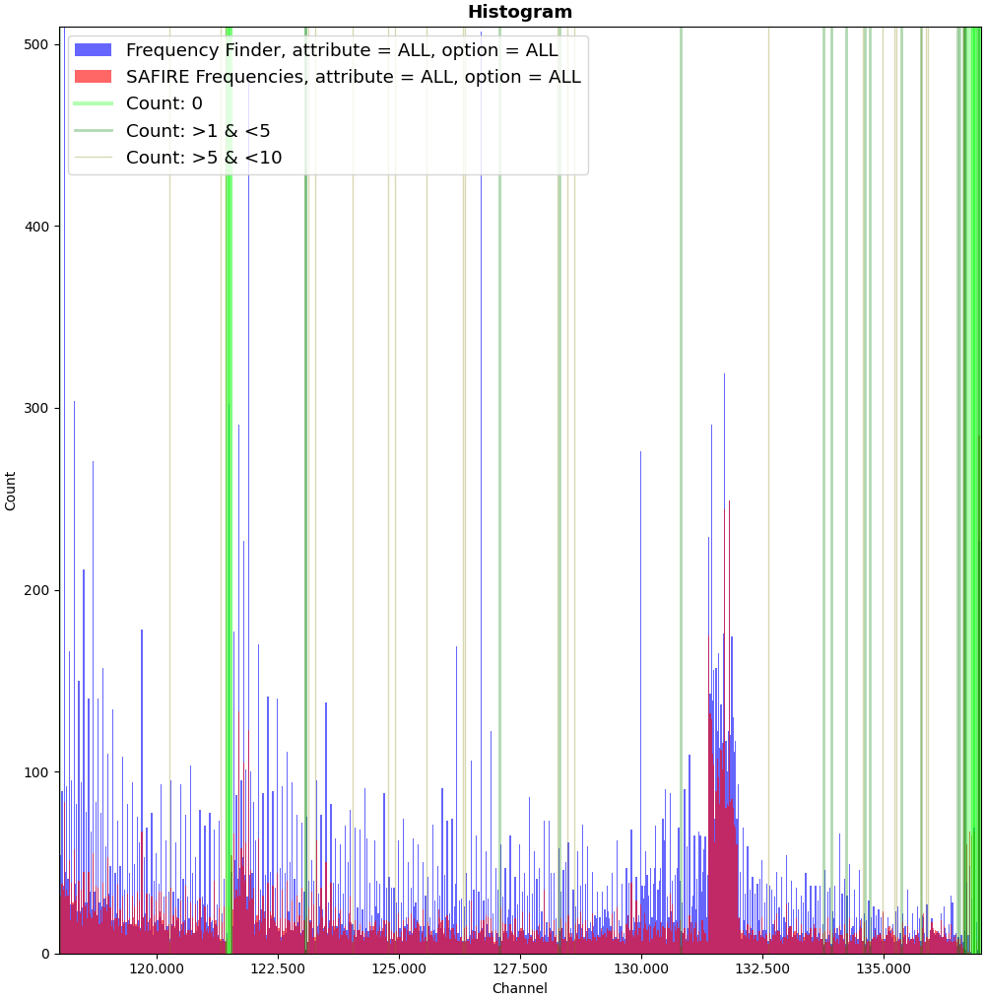 Histogram
Frequency Finder, attribute = ALL, option = ALL
SAFIRE Frequencies, attribute = ALL, option = ALL
Count: 0
Count: >1 & <5
Count: >5 & <10
500
400
300
200
100
0
Count
120.000 122.500 125.000 127.500 130.000 132.500 135.000
Channel